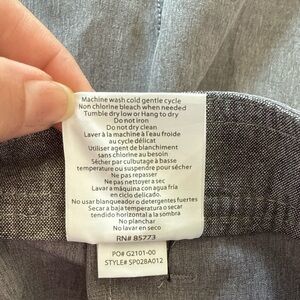 Machine wash cold gentle cycle
Non chlorine bleach when needed
Tumble dry low or Hang to dry
Do not iron
Do not dry clean
Laver à la machine à l'eau froide
au cycle délicat
Utiliser agent de blanchiment
sans chlorine au besoin
Sécher par culbutage à basse
temperature ou suspendre pour sécher
Ne pas repasser
Ne pas nettoyer a sec
Lavar a máquina con agua fría
en ciclo delicado.
No usar blanqueador o detergentes fuertes
Secar a baja temperatura o secar
tendido horizontal a la sombra
No planchar
No lavar en seco
RN# 85773
PO# G2101-00
STYLE# SP028A012